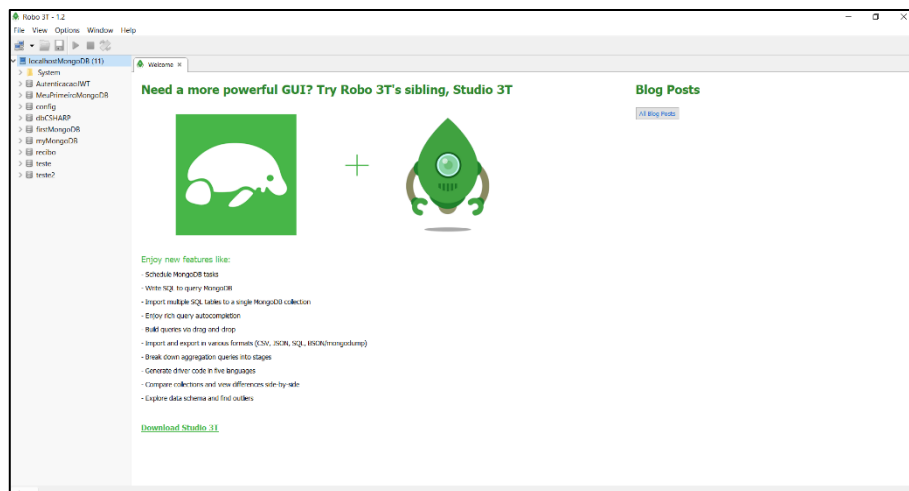 Robo 3T - 1.2
File View Options Window Help
localhostMongoDB (11)
System
AutenticacaoJWT
MeuPrimeiroMongoDB
config
dbCSHARP
firstMongoDB
myMongoDB
recibo
teste
teste2
Welcome
Need a more powerful GUI? Try Robo 3T's sibling, Studio 3T
Enjoy new features like:
- Schedule MongoDB tasks
- Write SQL to query MongoDB
- Import multiple SQL tables to a single MongoDB collection
- Enjoy rich query autocompletion
- Build queries via drag and drop
- Import and export in various formats (CSV, JSON, SQL, BSON/mongodump)
- Break down aggregation queries into stages
- Generate driver code in five languages
- Compare collections and view differences side-by-side
- Explore data schema and find outliers
Download Studio 3T
Blog Posts
All Blog Posts